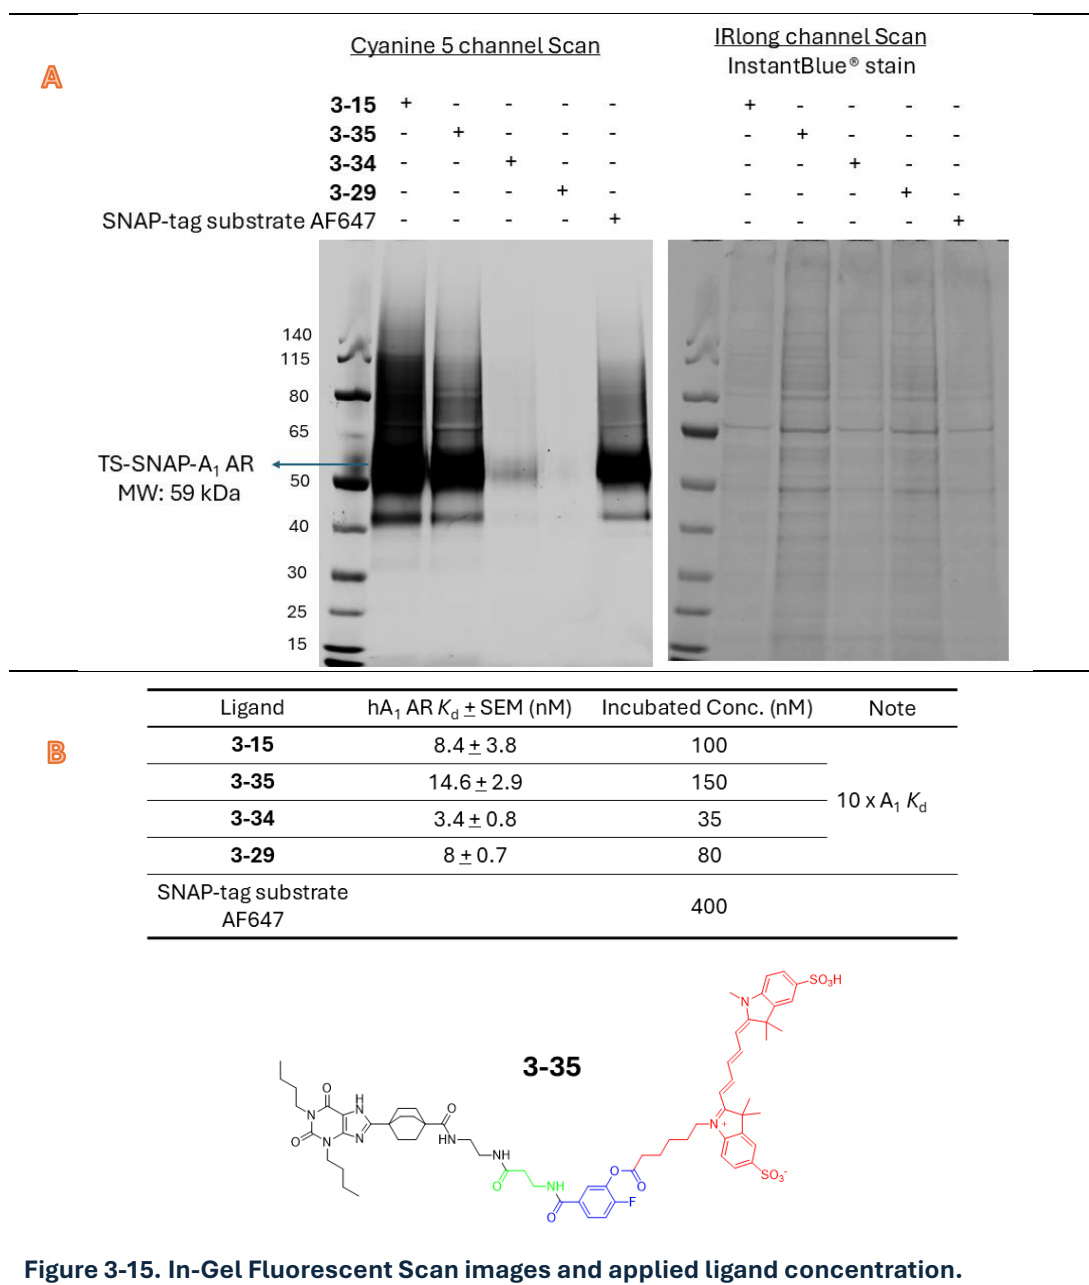 A
Cyanine 5 channel Scan
IRlong channel Scan
InstantBlue® stain
3-15 + - - - - + - - - -
3-35 - + - - - - + - - -
3-34 - - + - - - - + - -
3-29 - - - + - - - - + -
SNAP-tag substrate AF647 - - - - + - - - - +
140
115
80
65
TS-SNAP-A₁ AR
MW: 59 kDa
50
40
30
25
15
B
Ligand hA₁ AR Kd ± SEM (nM) Incubated Conc. (nM) Note
3-15 8.4 ± 3.8 100
3-35 14.6 ± 2.9 150
10 x A₁ Kd
3-34 3.4 ± 0.8 35
3-29 8 ± 0.7 80
SNAP-tag substrate
AF647
400
3-35
SO₃H
N
N⁺
SO₃⁻
O
H
N
N
N
N
O
O
HN
NH
O
NH
O
O
O
F
Figure 3-15. In-Gel Fluorescent Scan images and applied ligand concentration.